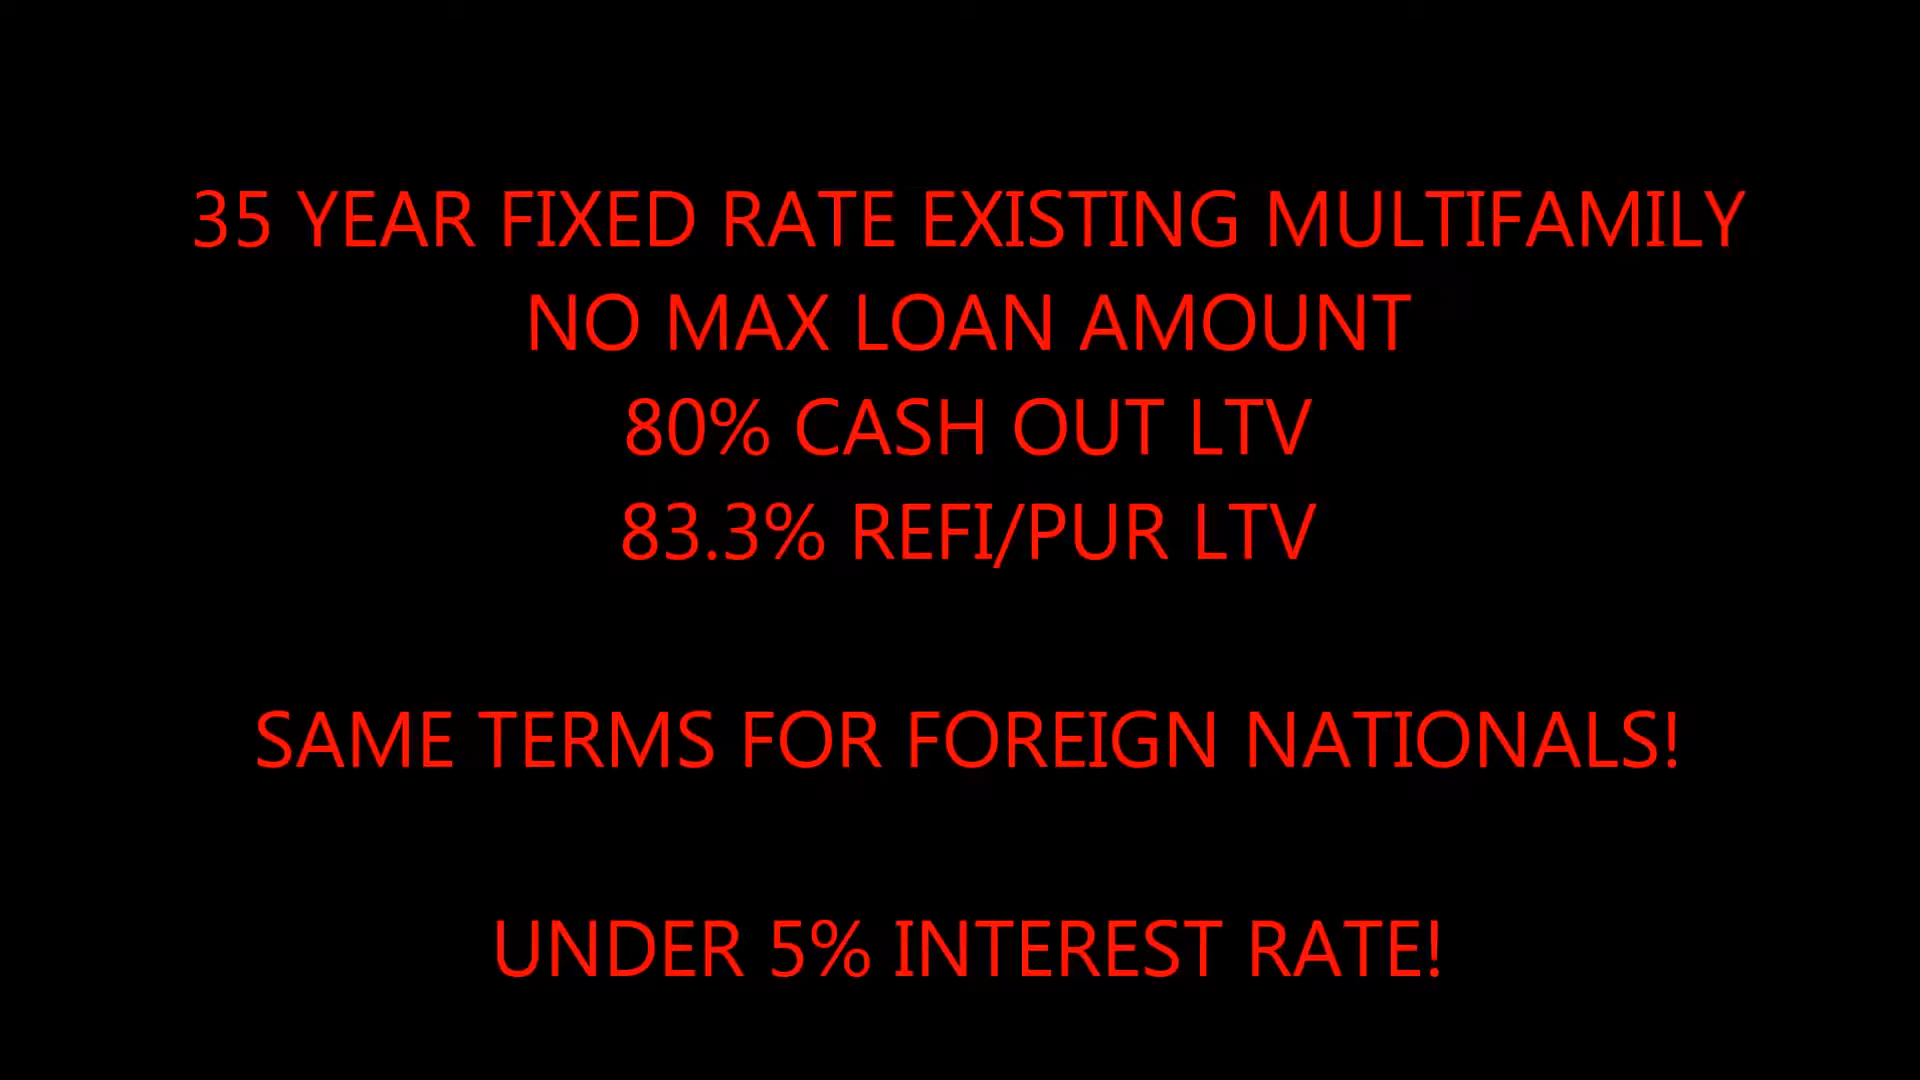 35 YEAR FIXED RATE EXISTING MULTIFAMILY
NO MAX LOAN AMOUNT
80% CASH OUT LTV
83.3% REFI/PUR LTV
SAME TERMS FOR FOREIGN NATIONALS!
UNDER 5% INTEREST RATE!